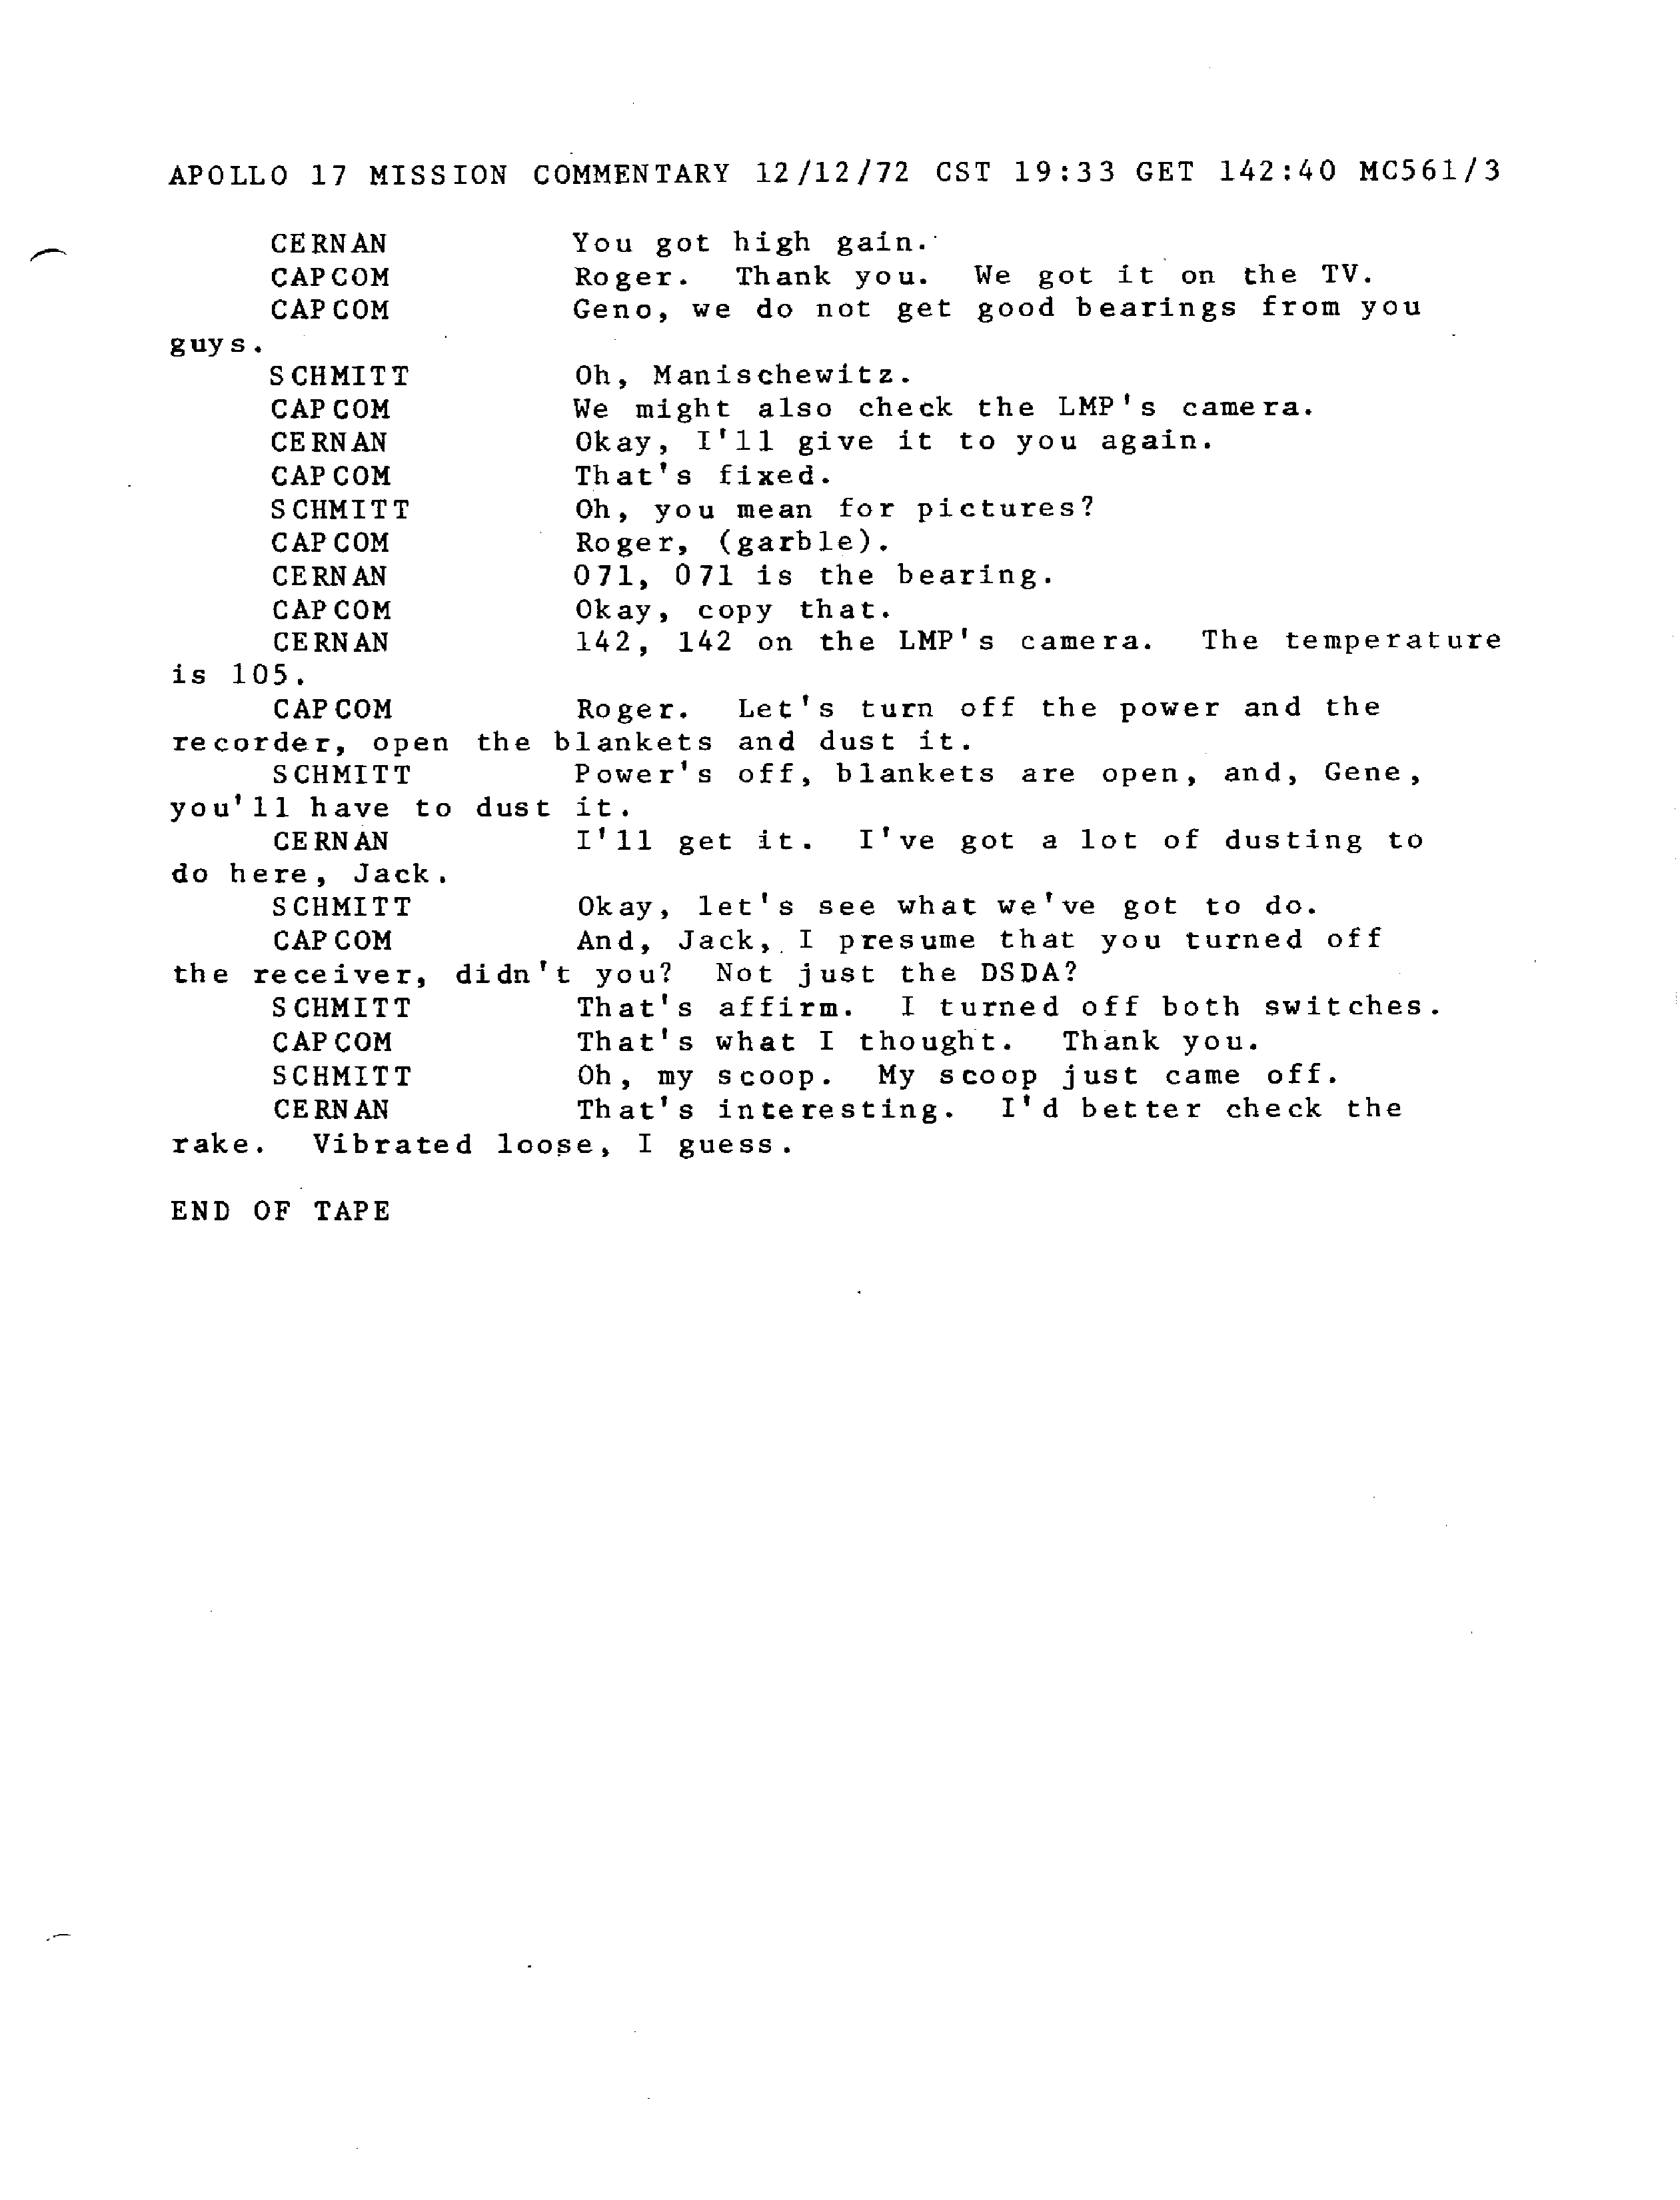 APOLLO 17 MISSION COMMENTARY 12/12/72 CST 19:33 GET 142:40 MC561/3
CERNAN You got high gain.
CAPCOM Roger. Thank you. We got it on the TV.
CAPCOM Geno, we do not get good bearings from you
guys.
SCHMITT Oh, Manischewitz.
CAPCOM We might also check the LMP's camera.
CERNAN Okay, I'll give it to you again.
CAPCOM That's fixed.
SCHMITT Oh, you mean for pictures?
CAPCOM Roger, (garble).
CERNAN 071, 071 is the bearing.
CAPCOM Okay, copy that.
CERNAN 142, 142 on the LMP's camera. The temperature
is 105.
CAPCOM Roger. Let's turn off the power and the
recorder, open the blankets and dust it.
SCHMITT Power's off, blankets are open, and, Gene,
you'll have to dust it.
CERNAN I'll get it. I've got a lot of dusting to
do here, Jack.
SCHMITT Okay, let's see what we've got to do.
CAPCOM And, Jack, I presume that you turned off
the receiver, didn't you? Not just the DSDA?
SCHMITT That's affirm. I turned off both switches.
CAPCOM That's what I thought. Thank you.
SCHMITT Oh, my scoop. My scoop just came off.
CERNAN That's interesting. I'd better check the
rake. Vibrated loose, I guess.
END OF TAPE